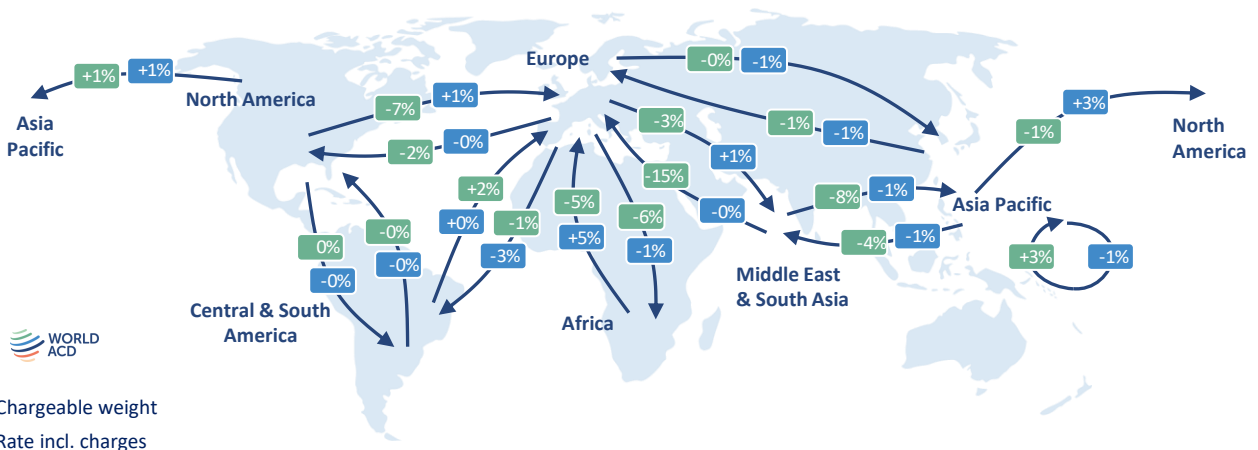 Europe
-0%
-1%
+1%
+1%
North America
Asia
Pacific
-7%
+1%
-2%
-0%
-3%
+1%
-1%
-1%
+3%
-1%
North
America
-15%
-0%
-8%
-1%
Asia Pacific
-4%
-1%
+2%
+0%
-1%
-3%
-5%
+5%
-6%
-1%
0%
-0%
-0%
-0%
+3%
-1%
Middle East
& South Asia
Central & South
America
Africa
WORLD
ACD
Chargeable weight
Rate incl. charges